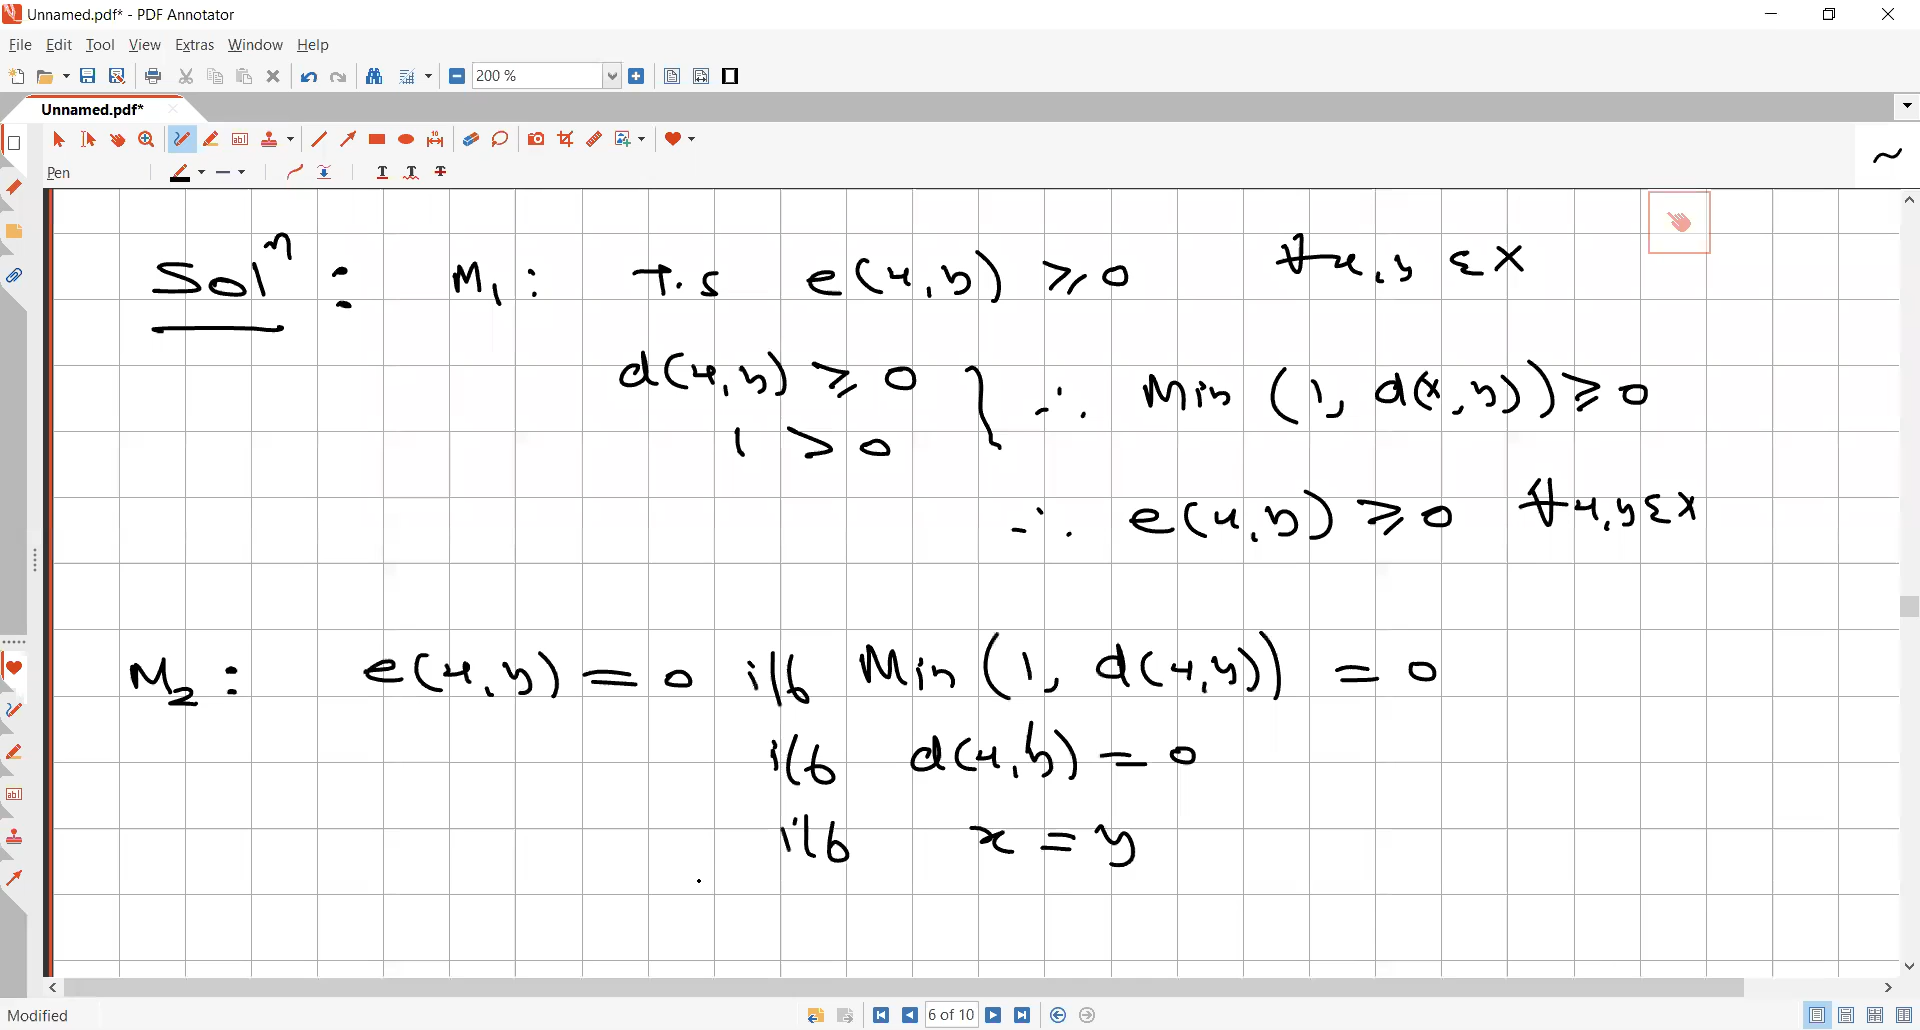 Unnamed.pdf* - PDF Annotator
File Edit Tool View Extras Window Help
200 %
Unnamed.pdf*
Pen
Solⁿ : M₁ : T.S e(x,y) ≥ 0 ∀ x,y ∈ X
d(x,y) ≥ 0 } ∴ Min (1, d(x,y)) ≥ 0
1 > 0
∴ e(x,y) ≥ 0 ∀ x,y ∈ X
M₂ : e(x,y) = 0 iff Min (1, d(x,y)) = 0
iff d(x,y) = 0
iff x = y
Modified
6 of 10